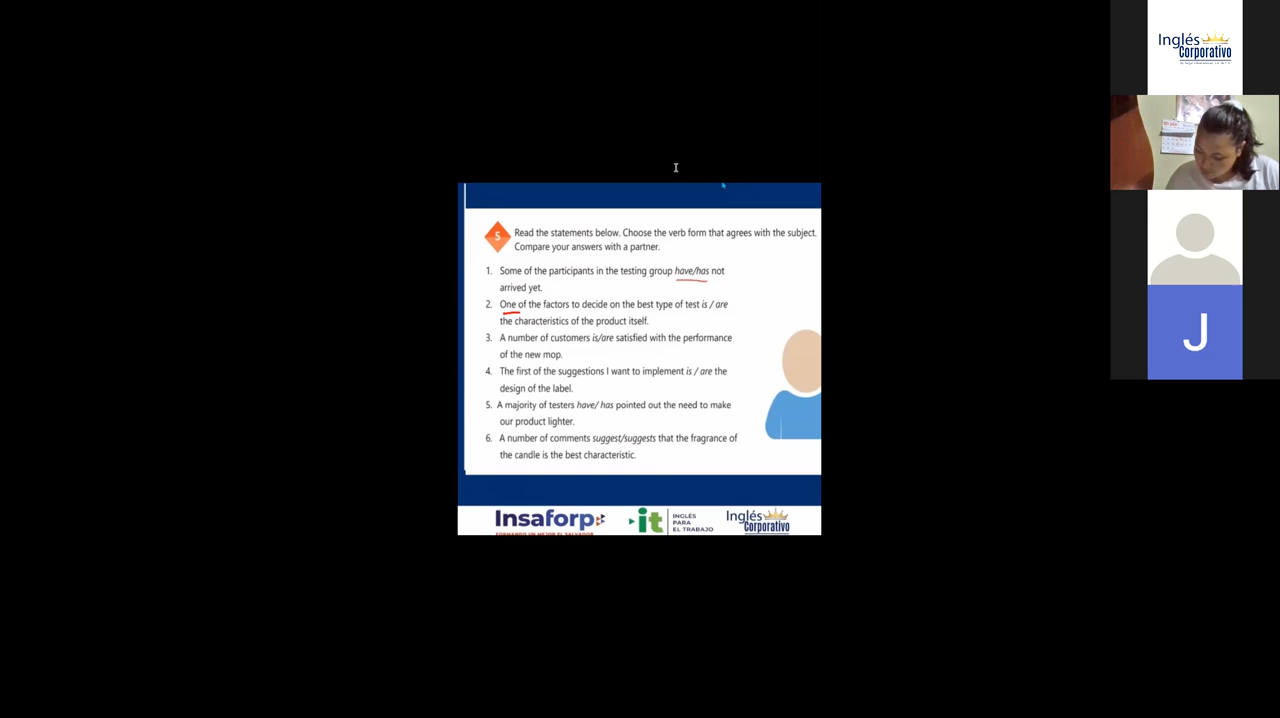 5
Read the statements below. Choose the verb form that agrees with the subject.
Compare your answers with a partner.
1. Some of the participants in the testing group have/has not
arrived yet.
2. One of the factors to decide on the best type of test is / are
the characteristics of the product itself.
3. A number of customers is/are satisfied with the performance
of the new mop.
4. The first of the suggestions I want to implement is / are the
design of the label.
5. A majority of testers have/ has pointed out the need to make
our product lighter.
6. A number of comments suggest/suggests that the fragrance of
the candle is the best characteristic.
Insaforp
FORMANDO UN MEJOR EL SALVADOR
it
INGLÉS
PARA
EL TRABAJO
Inglés
Corporativo
Inglés
Corporativo
J